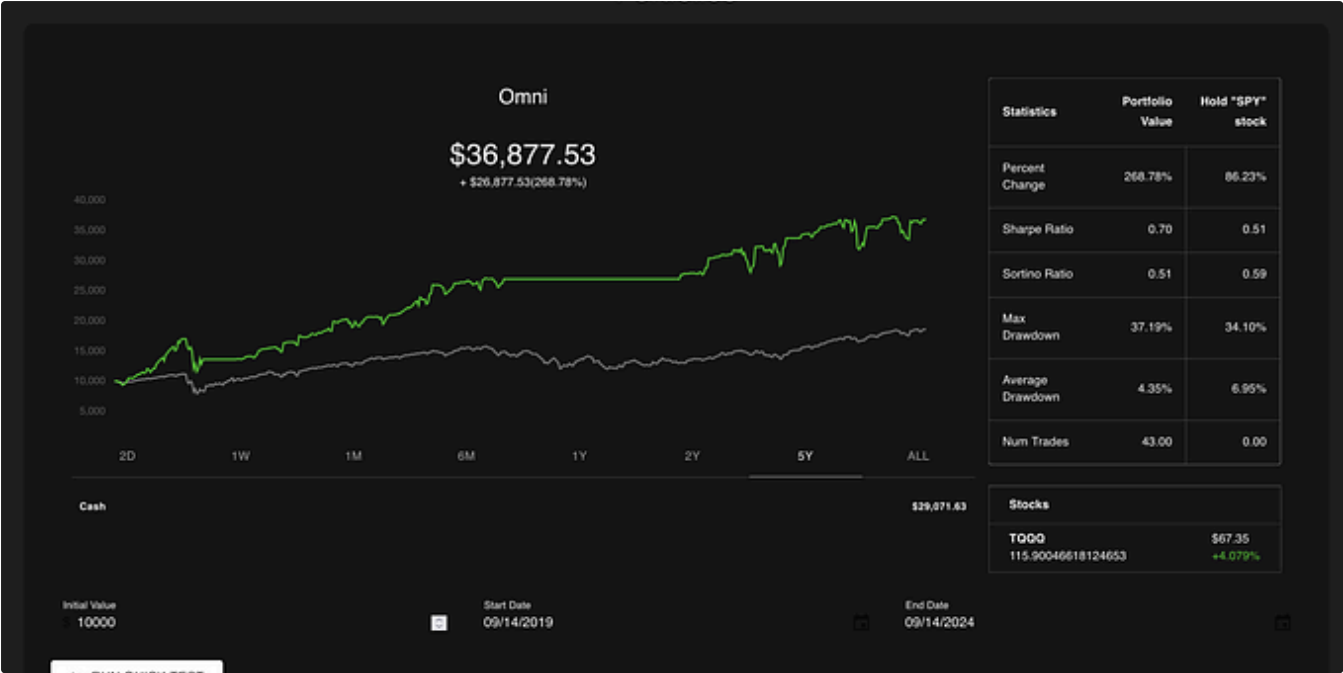 Omni
$36,877.53
+ $26,877.53(268.78%)
40,000
35,000
30,000
25,000
20,000
15,000
10,000
5,000
2D 1W 1M 6M 1Y 2Y 5Y ALL
Cash $29,071.63
Statistics Portfolio Value Hold "SPY" stock
Percent Change 268.78% 86.23%
Sharpe Ratio 0.70 0.51
Sortino Ratio 0.51 0.59
Max Drawdown 37.19% 34.10%
Average Drawdown 4.35% 6.95%
Num Trades 43.00 0.00
Stocks
TQQQ $67.35
115.90046618124653 +4.079%
Initial Value Start Date End Date
$ 10000 09/14/2019 09/14/2024
RUN QUICK TEST